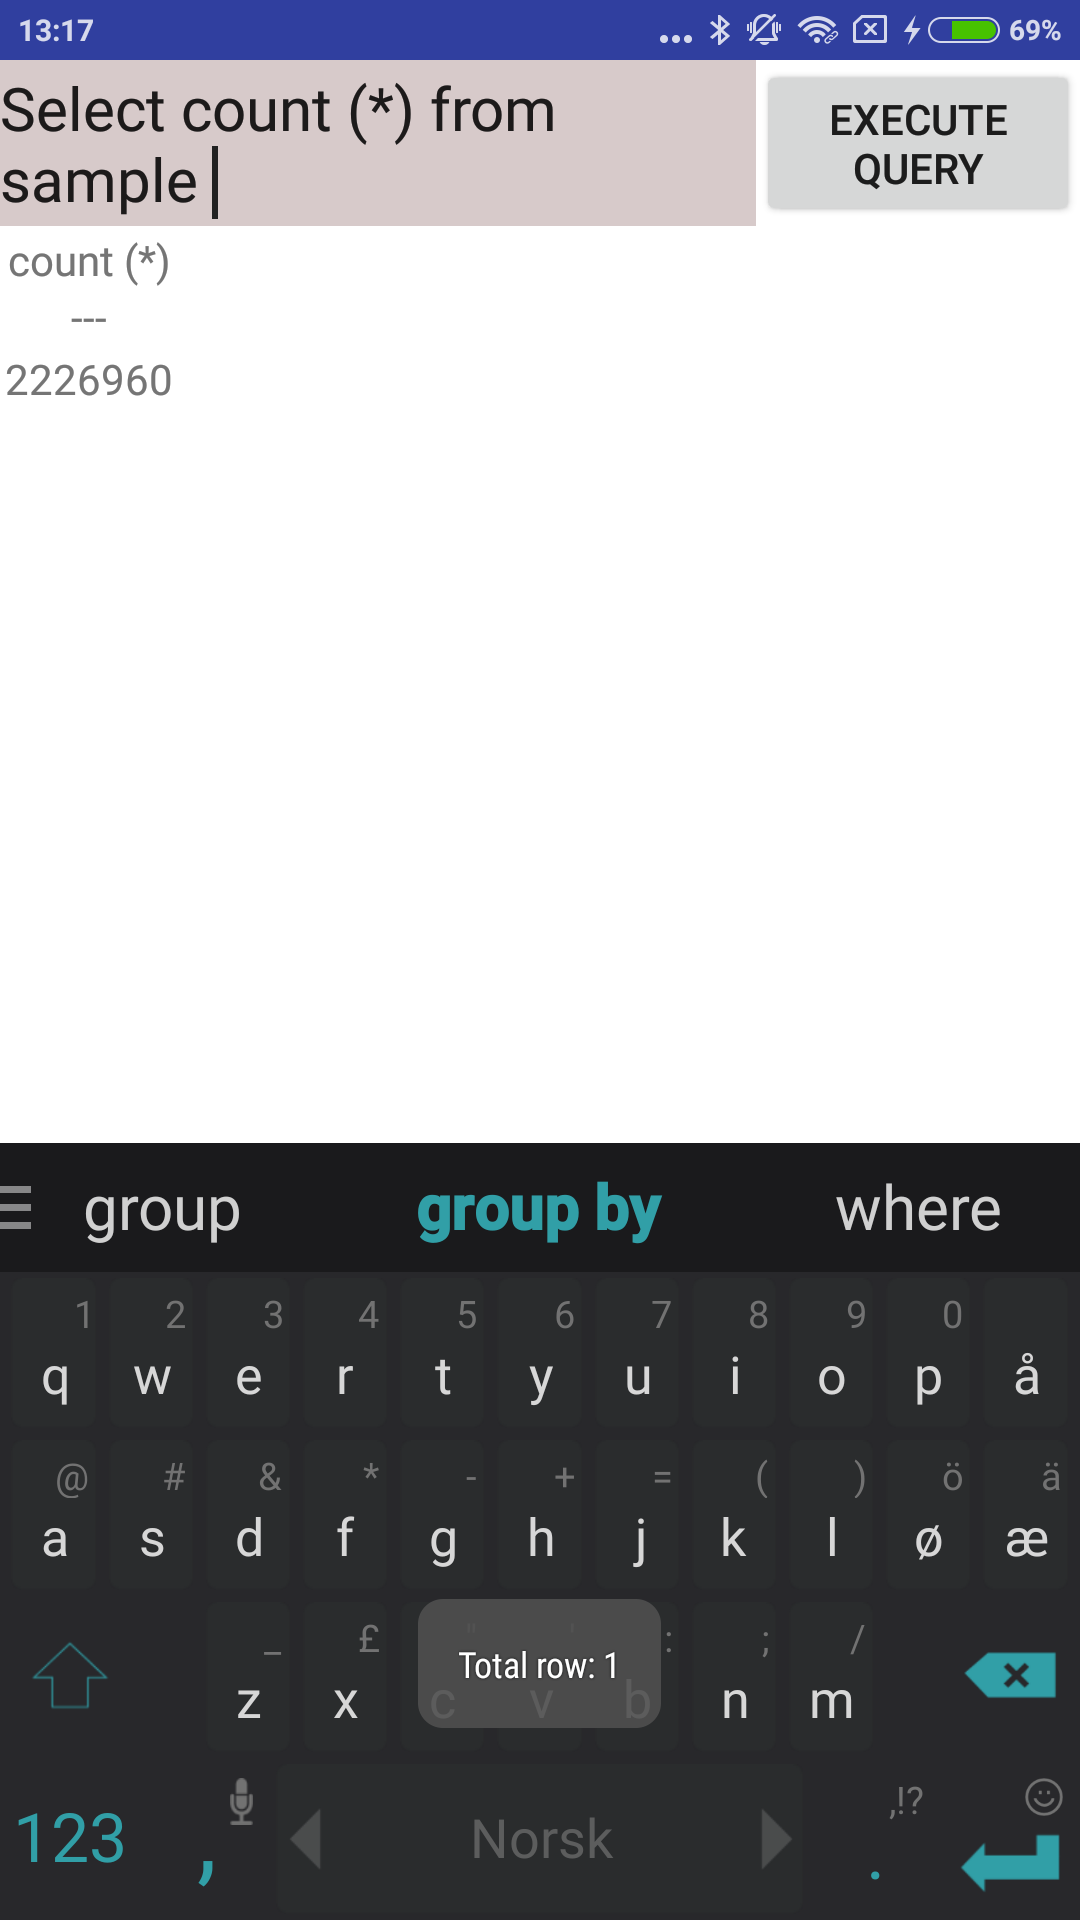 13:17
69%
Select count (*) from
sample
EXECUTE
QUERY
count (*)
---
2226960
group group by where
1 2 3 4 5 6 7 8 9 0
q w e r t y u i o p å
@ # & * - + = ( ) ö ä
a s d f g h j k l ø æ
_ £ " ' : ; /
z x c v b n m
Total row: 1
,!?
123 , Norsk .